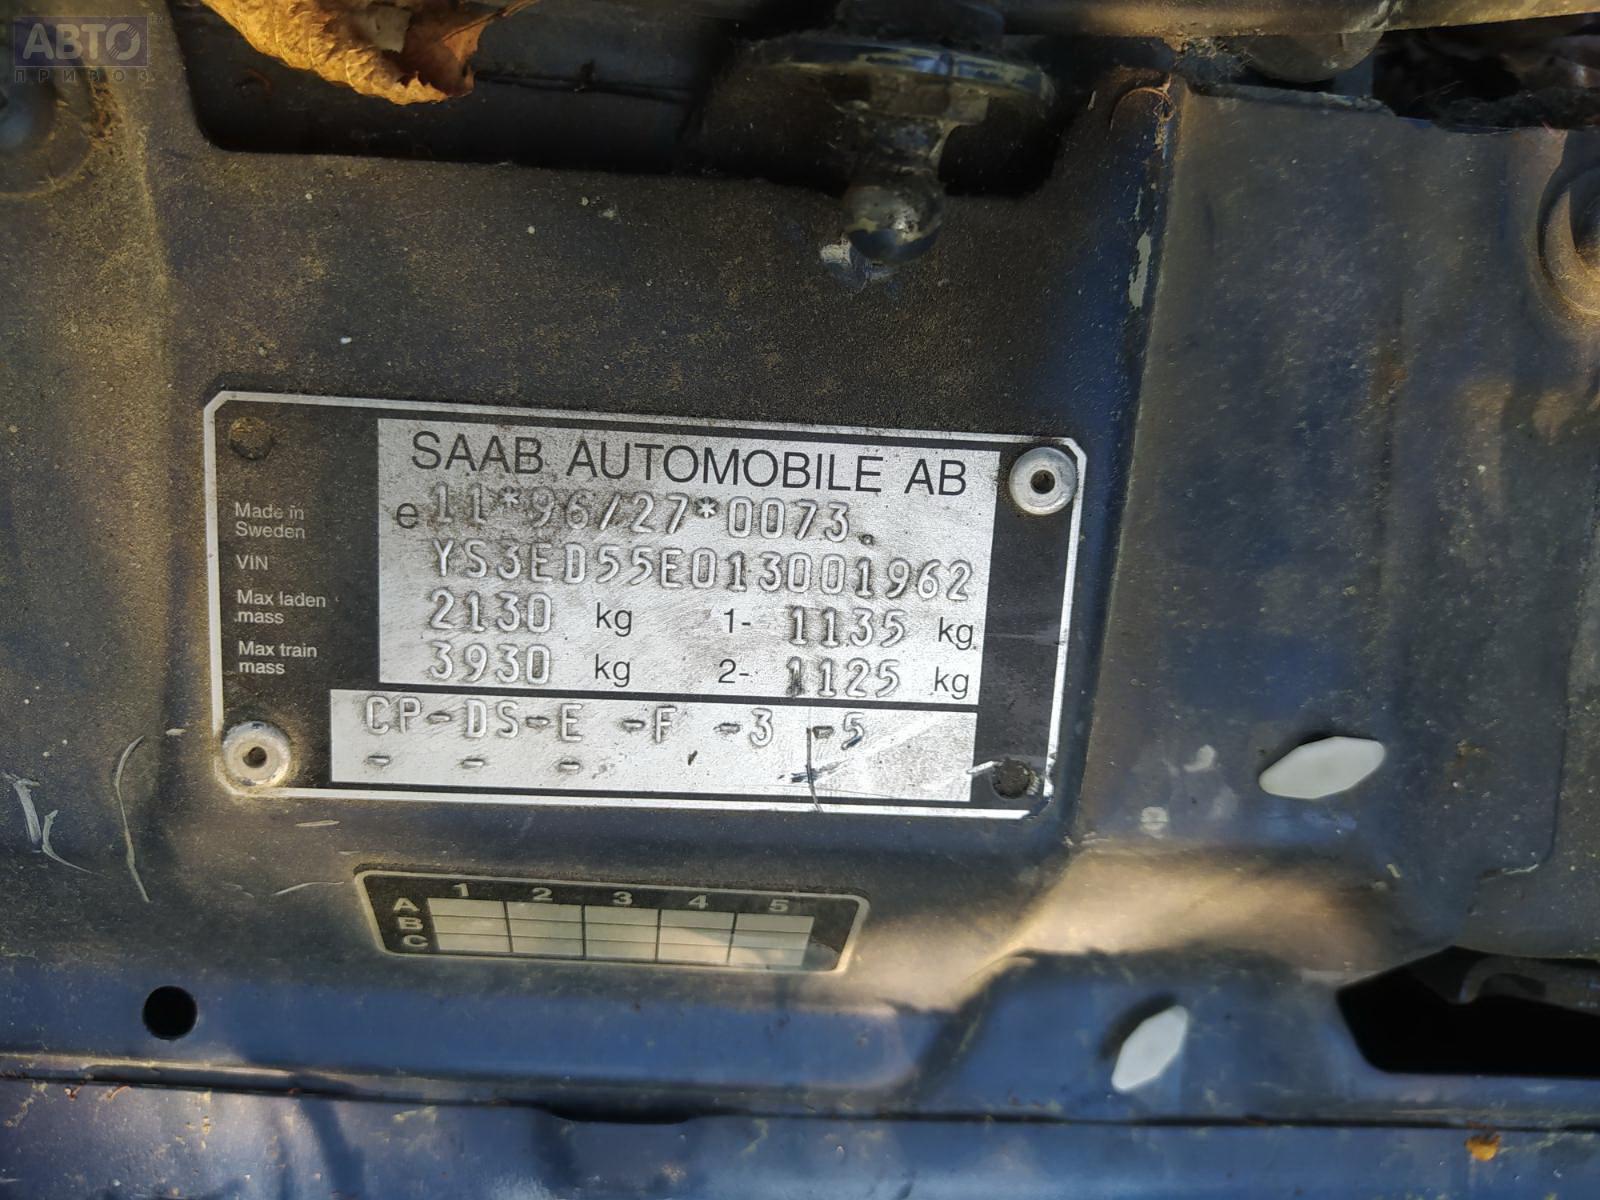 АВТО
ПРИВОЗ
SAAB AUTOMOBILE AB
Made in Sweden e11*96/27*0073.
VIN YS3ED55E013001962
Max laden mass 2130 kg 1- 1135 kg
Max train mass 3930 kg 2- 1125 kg
CP-DS-E -F -3 -5
- - -
1 2 3 4 5
A
B
C